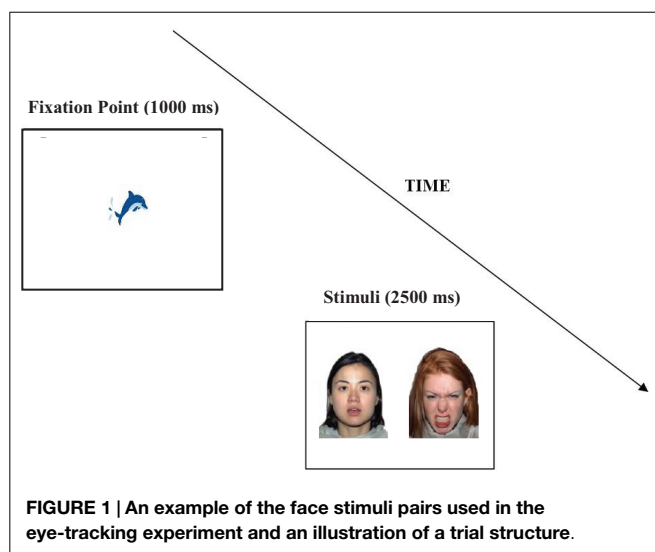 Fixation Point (1000 ms)
TIME
Stimuli (2500 ms)
FIGURE 1 | An example of the face stimuli pairs used in the
eye-tracking experiment and an illustration of a trial structure.